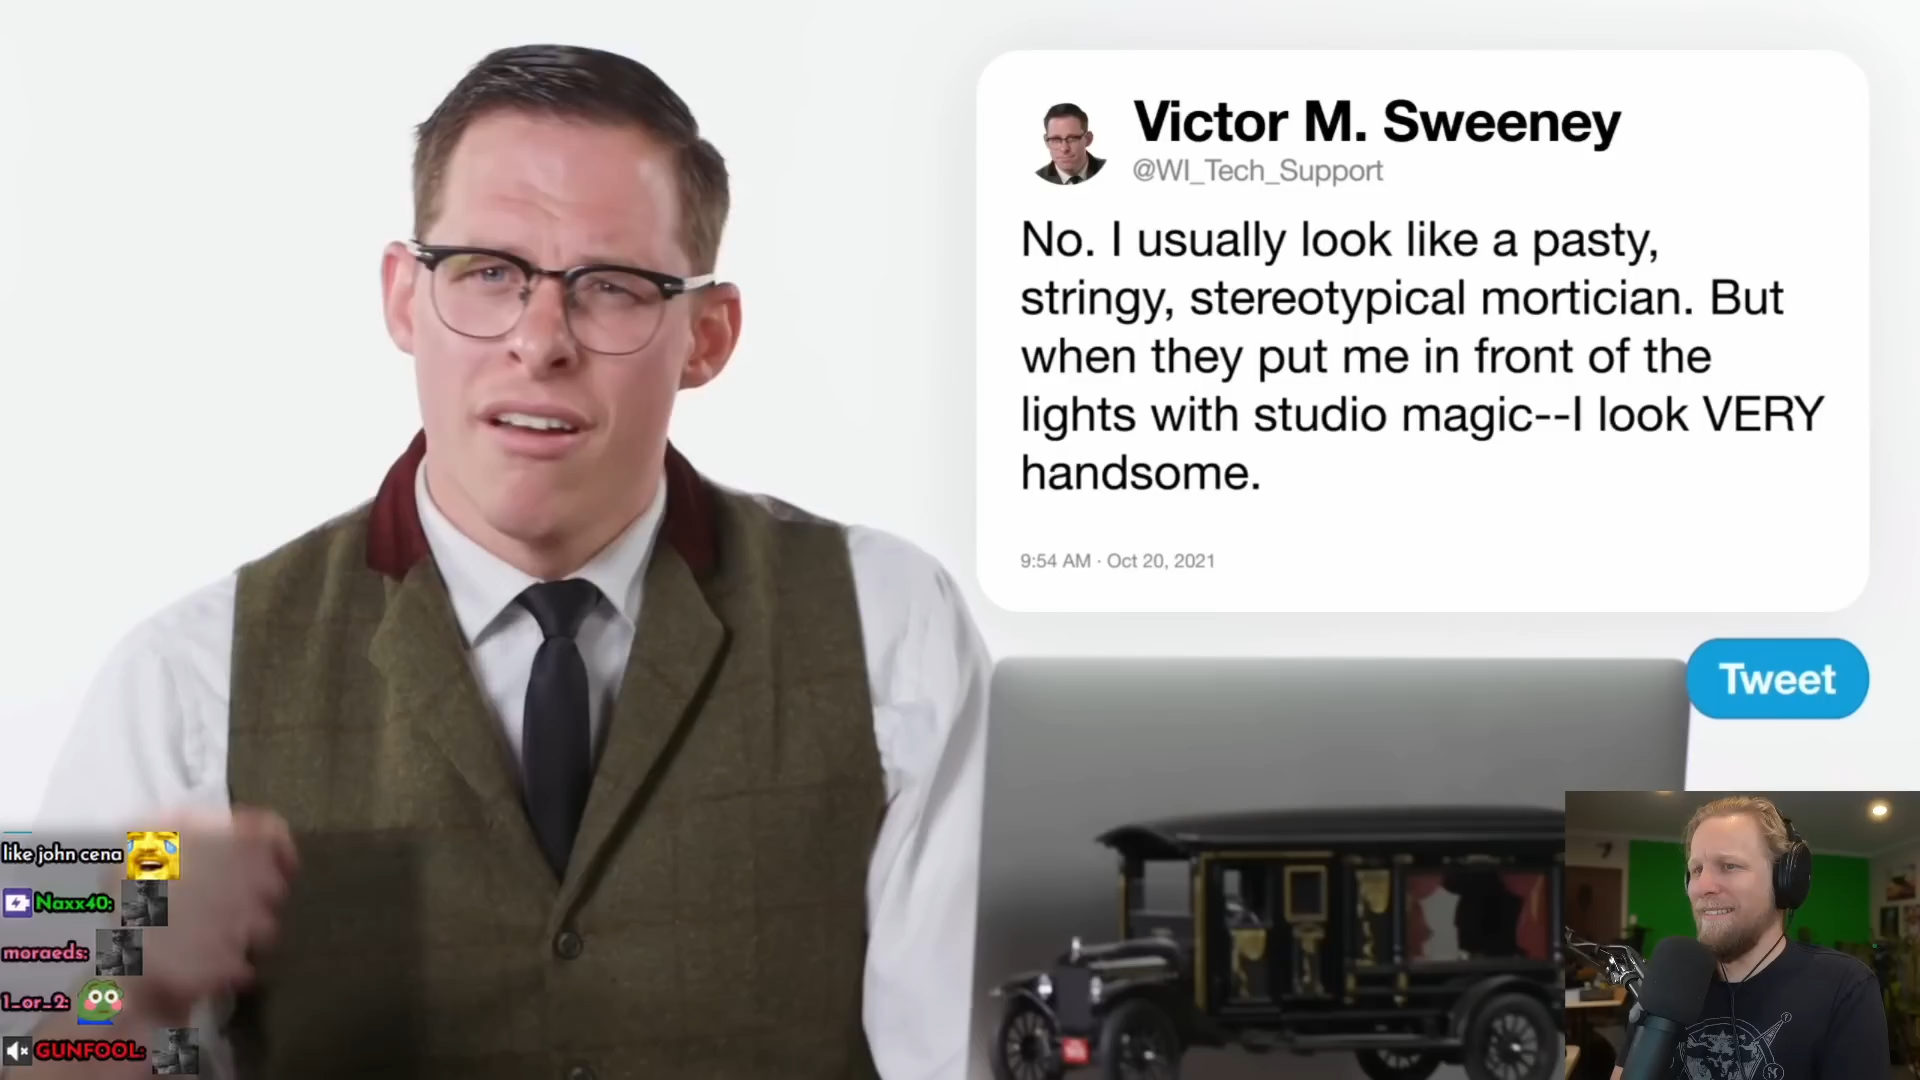 Victor M. Sweeney
@WI_Tech_Support
No. I usually look like a pasty,
stringy, stereotypical mortician. But
when they put me in front of the
lights with studio magic--I look VERY
handsome.
9:54 AM · Oct 20, 2021
Tweet
like john cena
Naxx40:
moraeds:
1_or_2:
GUNFOOL: